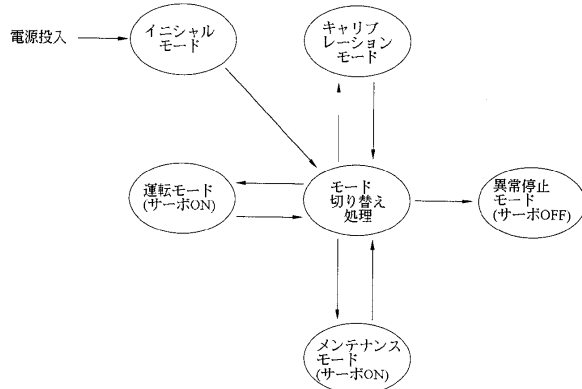 電源投入
イニシャル
モード
キャリブ
レーション
モード
運転モード
(サーボON)
モード
切り替え
処理
異常停止
モード
(サーボOFF)
メンテナンス
モード
(サーボON)